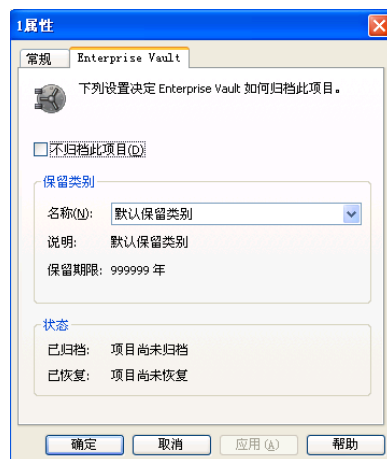 1属性
常规 Enterprise Vault
下列设置决定 Enterprise Vault 如何归档此项目。
不归档此项目(D)
保留类别
名称(N): 默认保留类别
说明: 默认保留类别
保留期限: 999999 年
状态
已归档: 项目尚未归档
已恢复: 项目尚未恢复
确定 取消 应用(A) 帮助